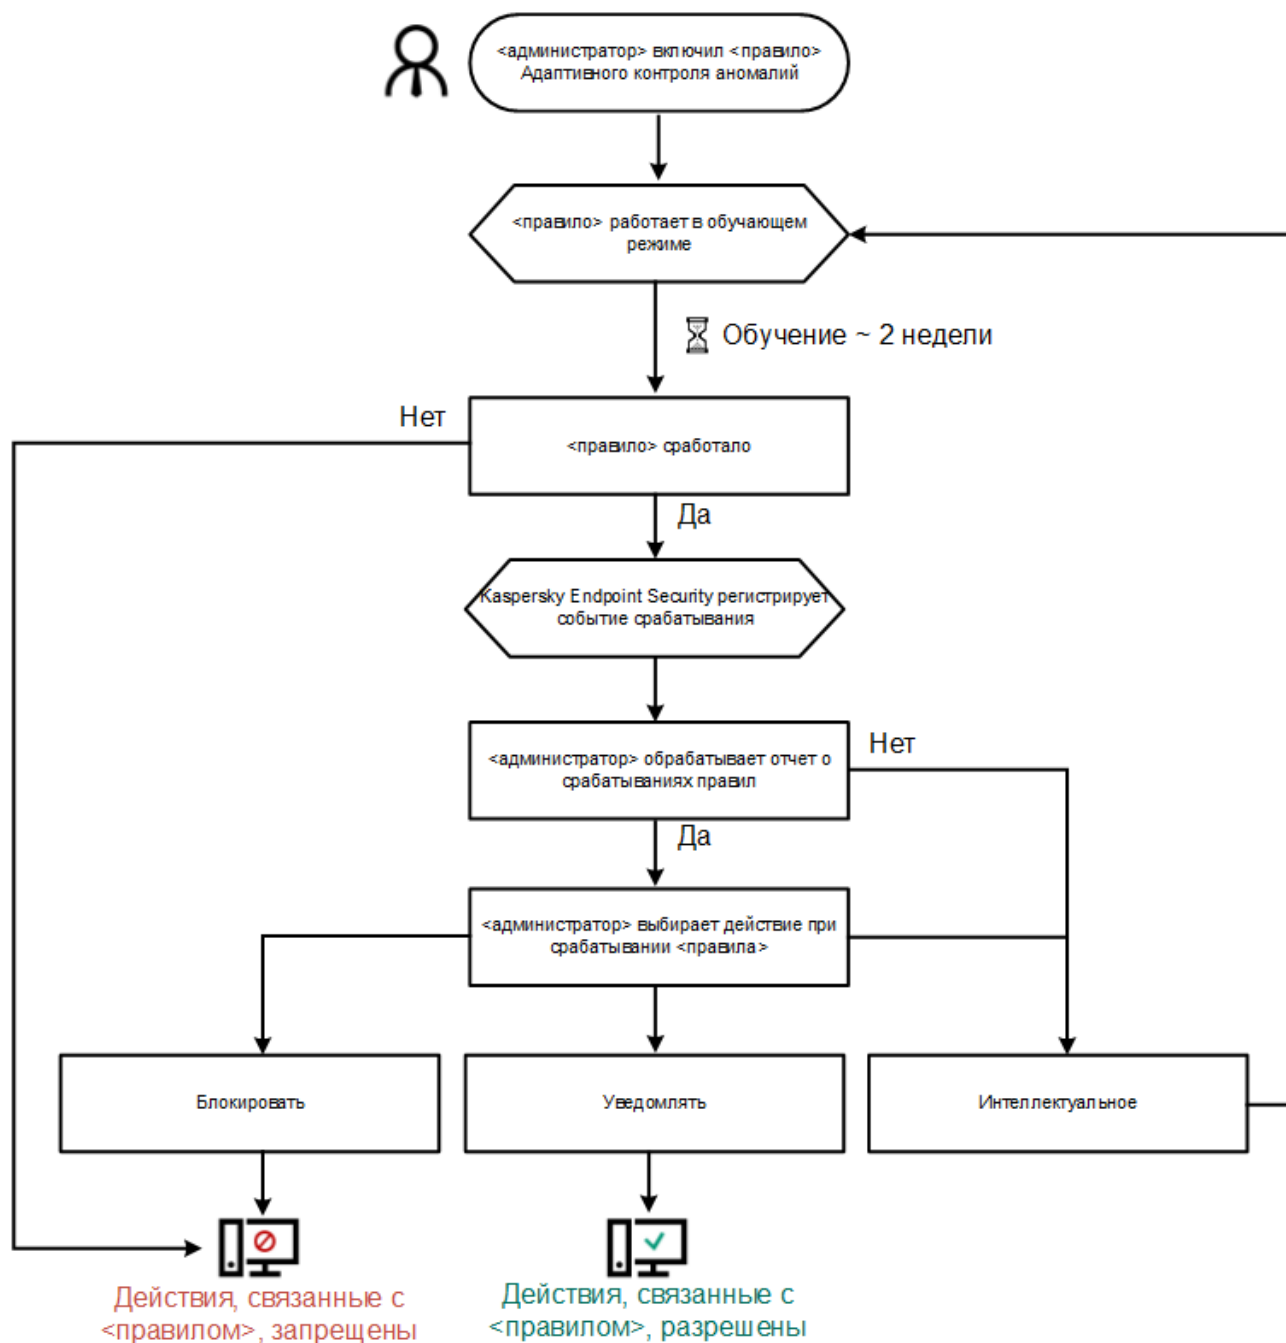 <администратор> включил <правило>
Адаптивного контроля аномалий
<правило> работает в обучающем
режиме
Обучение ~ 2 недели
Нет
<правило> сработало
Да
Kaspersky Endpoint Security регистрирует
событие срабатывания
<администратор> обрабатывает отчет о
срабатываниях правил
Нет
Да
<администратор> выбирает действие при
срабатывании <правила>
Блокировать
Уведомлять
Интеллектуальное
Действия, связанные с
<правилом>, запрещены
Действия, связанные с
<правилом>, разрешены